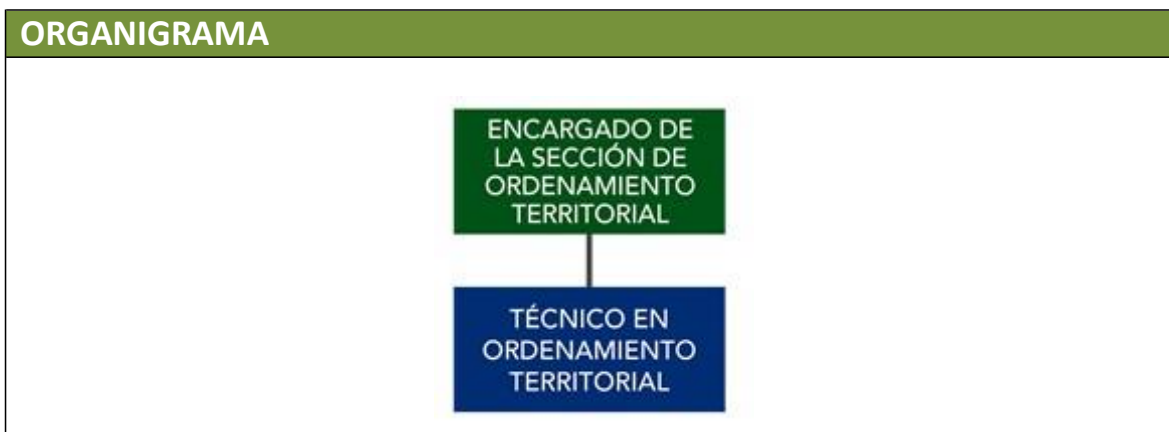 ORGANIGRAMA
ENCARGADO DE
LA SECCIÓN DE
ORDENAMIENTO
TERRITORIAL
TÉCNICO EN
ORDENAMIENTO
TERRITORIAL